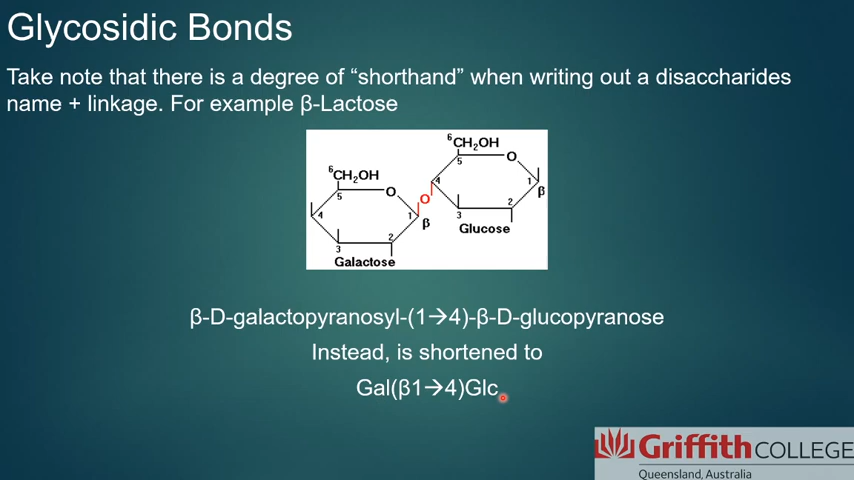 Glycosidic Bonds
Take note that there is a degree of “shorthand” when writing out a disaccharides
name + linkage. For example β-Lactose
6CH2OH
5
O
4
1
β
3
2
Glucose
6CH2OH
5
O
O
4
1
β
3
2
Galactose
β-D-galactopyranosyl-(1→4)-β-D-glucopyranose
Instead, is shortened to
Gal(β1→4)Glc
Griffith COLLEGE
Queensland, Australia